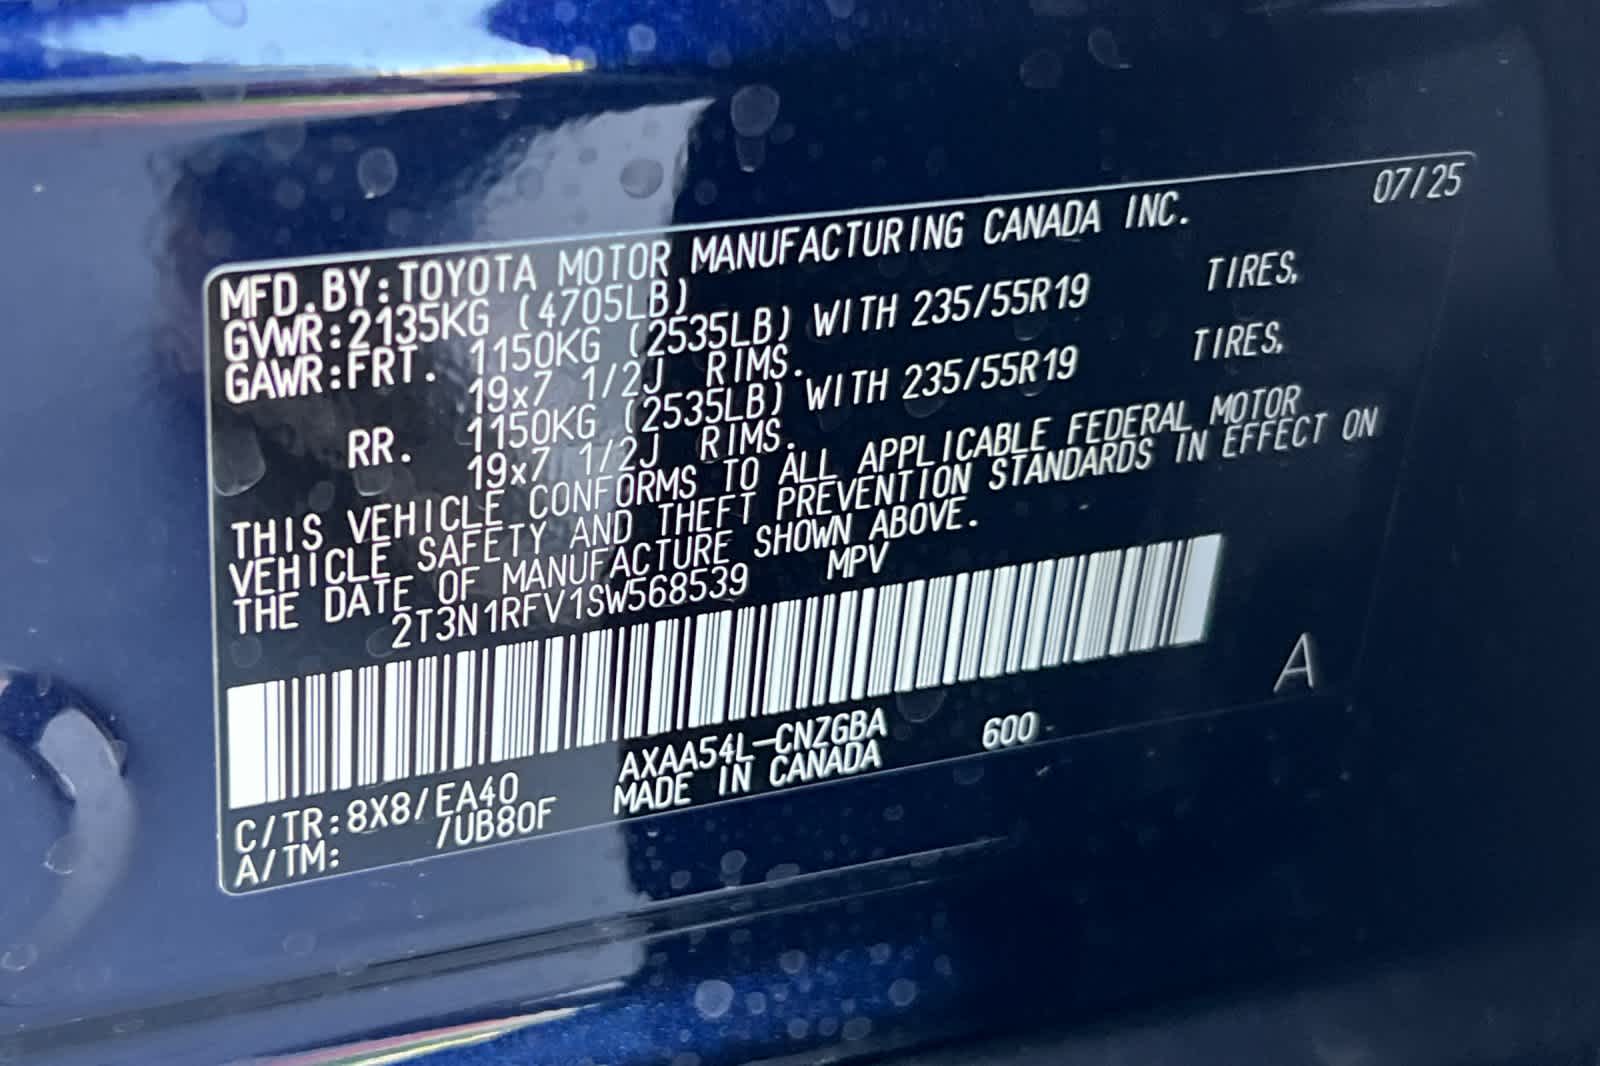 07/25
MFD.BY:TOYOTA MOTOR MANUFACTURING CANADA INC.
GVWR:2135KG (4705LB)
GAWR:FRT. 1150KG (2535LB) WITH 235/55R19 TIRES,
19x7 1/2J RIMS.
RR. 1150KG (2535LB) WITH 235/55R19 TIRES,
19x7 1/2J RIMS.
THIS VEHICLE CONFORMS TO ALL APPLICABLE FEDERAL MOTOR
VEHICLE SAFETY AND THEFT PREVENTION STANDARDS IN EFFECT ON
THE DATE OF MANUFACTURE SHOWN ABOVE.
2T3N1RFV1SW568539 MPV
A
C/TR:8X8/EA40 AXAA54L-CNZGBA 600
A/TM: /UB80F MADE IN CANADA